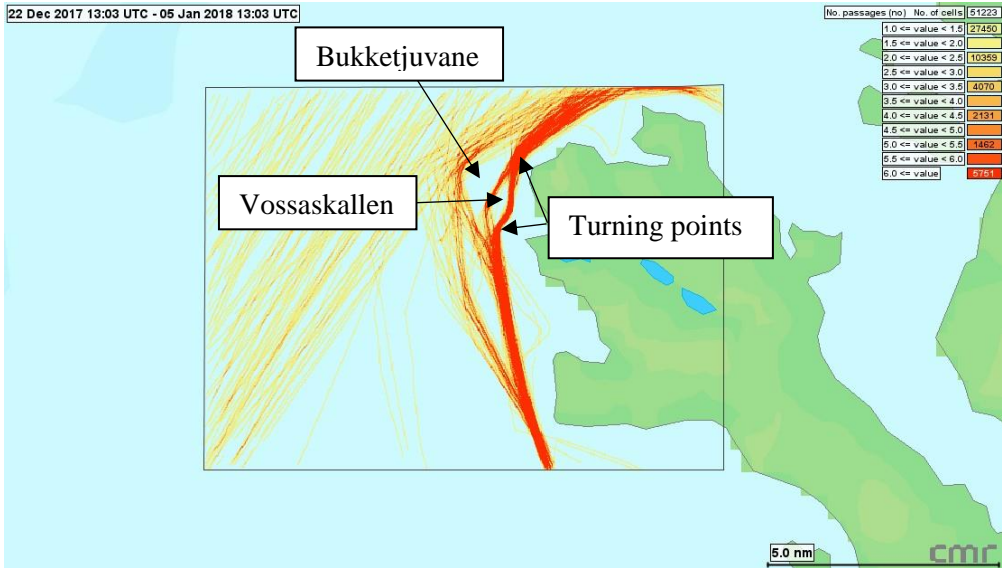 22 Dec 2017 13:03 UTC - 05 Jan 2018 13:03 UTC
No. passages (no) No. of cells 51223
1.0 <= value < 1.5 27450
1.5 <= value < 2.0
2.0 <= value < 2.5 10359
2.5 <= value < 3.0
3.0 <= value < 3.5 4070
3.5 <= value < 4.0
4.0 <= value < 4.5 2131
4.5 <= value < 5.0
5.0 <= value < 5.5 1462
5.5 <= value < 6.0
6.0 <= value 5751
Bukketjuvane
Vossaskallen
Turning points
5.0 nm
cmr